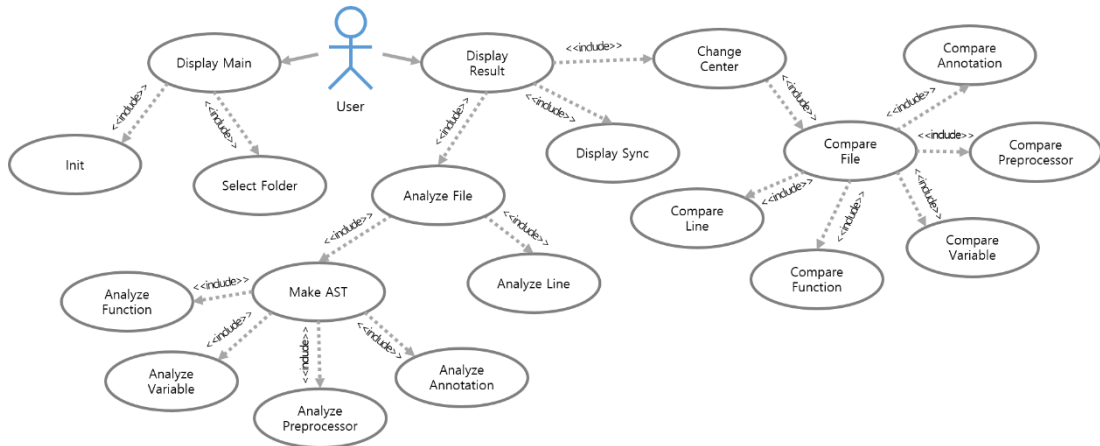 Display Main
User
Display
Result
<<include>>
Change
Center
Compare
Annotation
<<include>>
<<include>>
<<include>>
<<include>>
<<include>>
<<include>>
Init
Select Folder
Display Sync
Compare
File
<<include>>
Compare
Preprocessor
Analyze File
<<include>>
Compare
Line
<<include>>
<<include>>
Compare
Function
Compare
Variable
<<include>>
<<include>>
Analyze
Function
<<include>>
Make AST
Analyze Line
<<include>>
<<include>>
<<include>>
Analyze
Variable
Analyze
Preprocessor
Analyze
Annotation